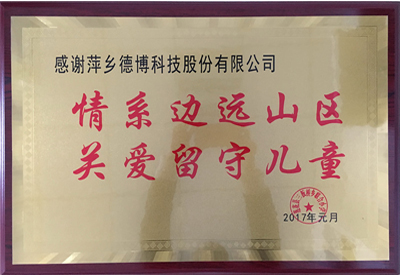 感谢萍乡德博科技股份有限公司
情系边远山区
关爱留守儿童
2017年元月